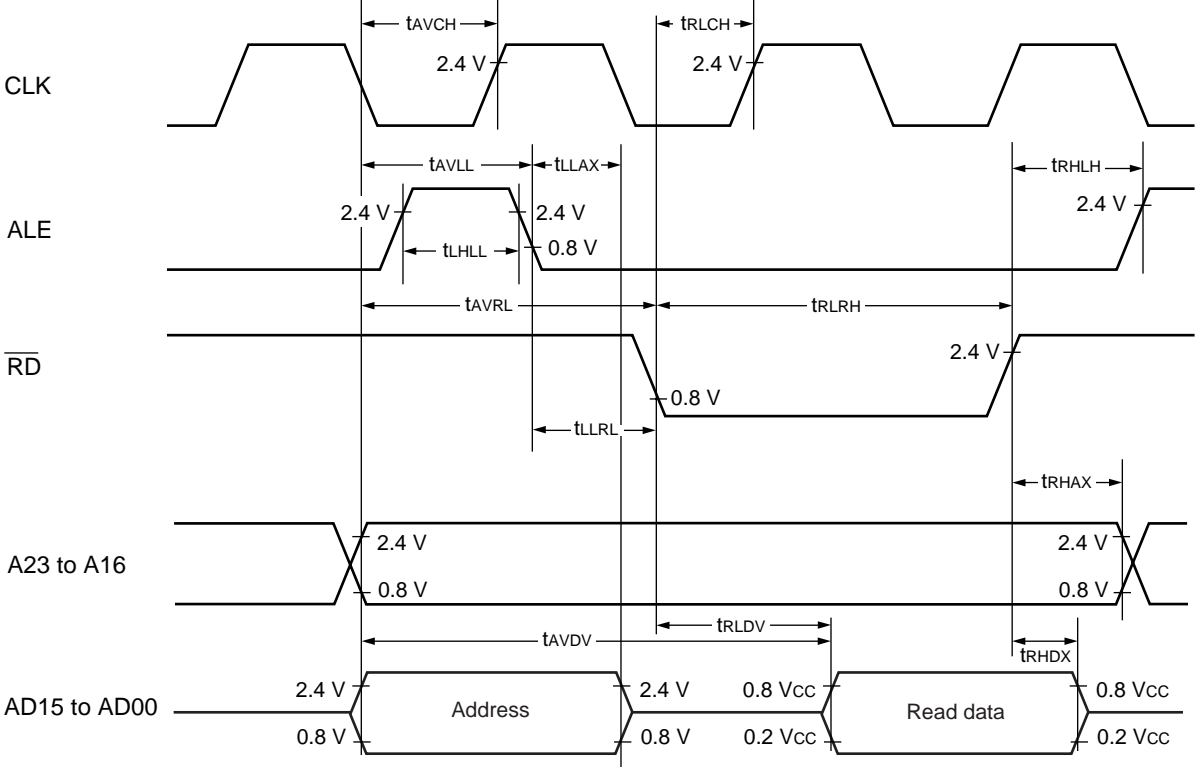 tAVCH
tRLCH
2.4 V
2.4 V
CLK
tAVLL
tLLAX
tRHLH
2.4 V
2.4 V
2.4 V
ALE
tLHLL
0.8 V
tAVRL
tRLRH
RD
2.4 V
0.8 V
tLLRL
tRHAX
A23 to A16
2.4 V
2.4 V
0.8 V
0.8 V
tRLDV
tAVDV
tRHDX
AD15 to AD00
2.4 V
Address
2.4 V
0.8 VCC
Read data
0.8 VCC
0.8 V
0.8 V
0.2 VCC
0.2 VCC